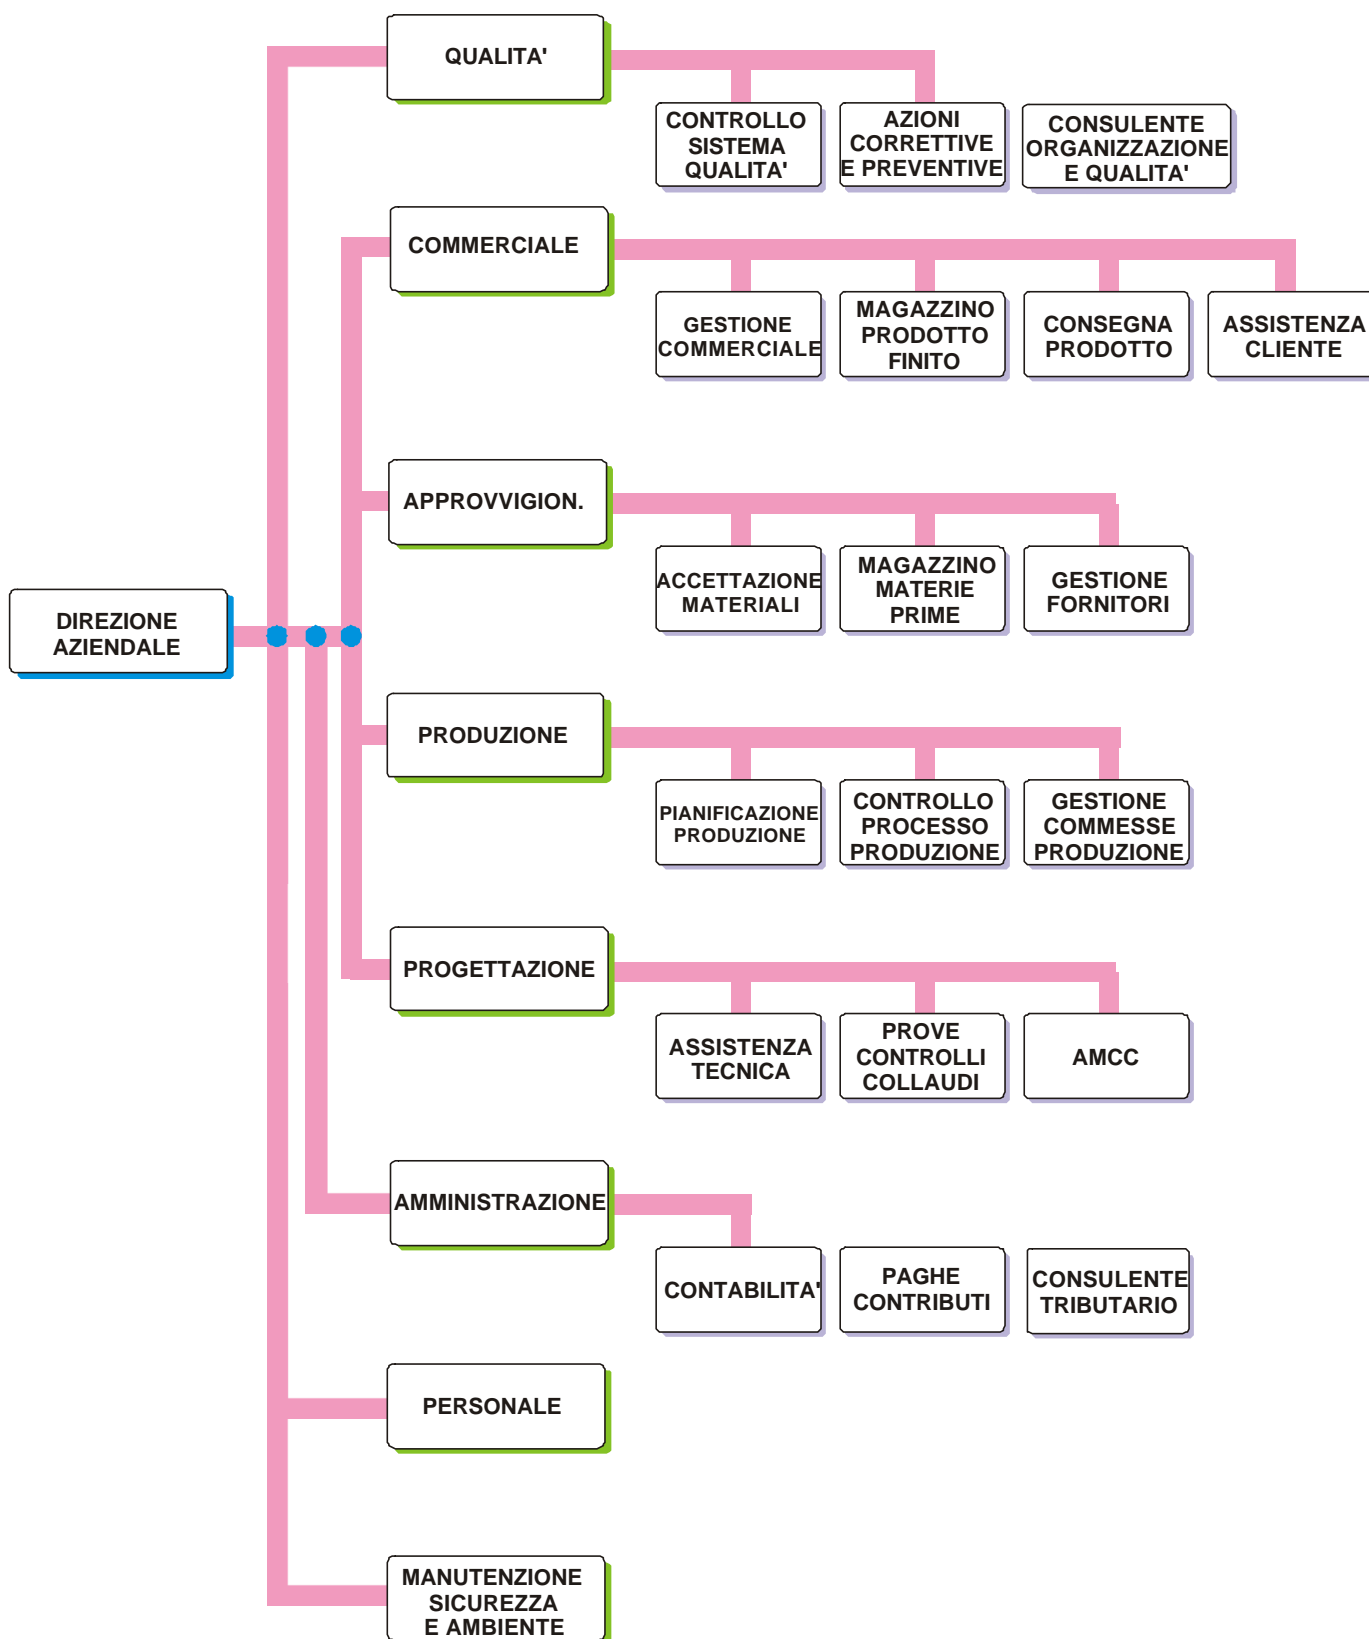 QUALITA'
CONTROLLO
SISTEMA
QUALITA'
AZIONI
CORRETTIVE
E PREVENTIVE
CONSULENTE
ORGANIZZAZIONE
E QUALITA'
COMMERCIALE
GESTIONE
COMMERCIALE
MAGAZZINO
PRODOTTO
FINITO
CONSEGNA
PRODOTTO
ASSISTENZA
CLIENTE
APPROVVIGION.
ACCETTAZIONE
MATERIALI
MAGAZZINO
MATERIE
PRIME
GESTIONE
FORNITORI
DIREZIONE
AZIENDALE
PRODUZIONE
PIANIFICAZIONE
PRODUZIONE
CONTROLLO
PROCESSO
PRODUZIONE
GESTIONE
COMMESSE
PRODUZIONE
PROGETTAZIONE
ASSISTENZA
TECNICA
PROVE
CONTROLLI
COLLAUDI
AMCC
AMMINISTRAZIONE
CONTABILITA'
PAGHE
CONTRIBUTI
CONSULENTE
TRIBUTARIO
PERSONALE
MANUTENZIONE
SICUREZZA
E AMBIENTE